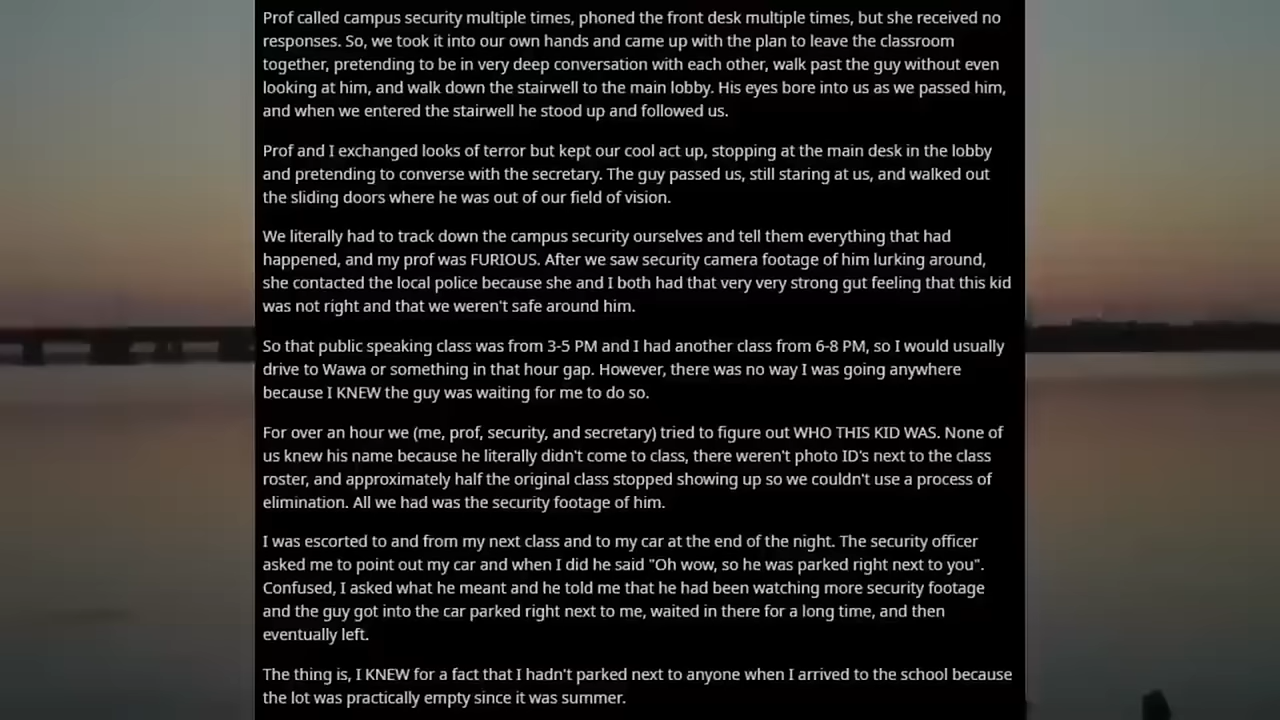 Prof called campus security multiple times, phoned the front desk multiple times, but she received no
responses. So, we took it into our own hands and came up with the plan to leave the classroom
together, pretending to be in very deep conversation with each other, walk past the guy without even
looking at him, and walk down the stairwell to the main lobby. His eyes bore into us as we passed him,
and when we entered the stairwell he stood up and followed us.
Prof and I exchanged looks of terror but kept our cool act up, stopping at the main desk in the lobby
and pretending to converse with the secretary. The guy passed us, still staring at us, and walked out
the sliding doors where he was out of our field of vision.
We literally had to track down the campus security ourselves and tell them everything that had
happened, and my prof was FURIOUS. After we saw security camera footage of him lurking around,
she contacted the local police because she and I both had that very very strong gut feeling that this kid
was not right and that we weren't safe around him.
So that public speaking class was from 3-5 PM and I had another class from 6-8 PM, so I would usually
drive to Wawa or something in that hour gap. However, there was no way I was going anywhere
because I KNEW the guy was waiting for me to do so.
For over an hour we (me, prof, security, and secretary) tried to figure out WHO THIS KID WAS. None of
us knew his name because he literally didn't come to class, there weren't photo ID's next to the class
roster, and approximately half the original class stopped showing up so we couldn't use a process of
elimination. All we had was the security footage of him.
I was escorted to and from my next class and to my car at the end of the night. The security officer
asked me to point out my car and when I did he said "Oh wow, so he was parked right next to you".
Confused, I asked what he meant and he told me that he had been watching more security footage
and the guy got into the car parked right next to me, waited in there for a long time, and then
eventually left.
The thing is, I KNEW for a fact that I hadn't parked next to anyone when I arrived to the school because
the lot was practically empty since it was summer.